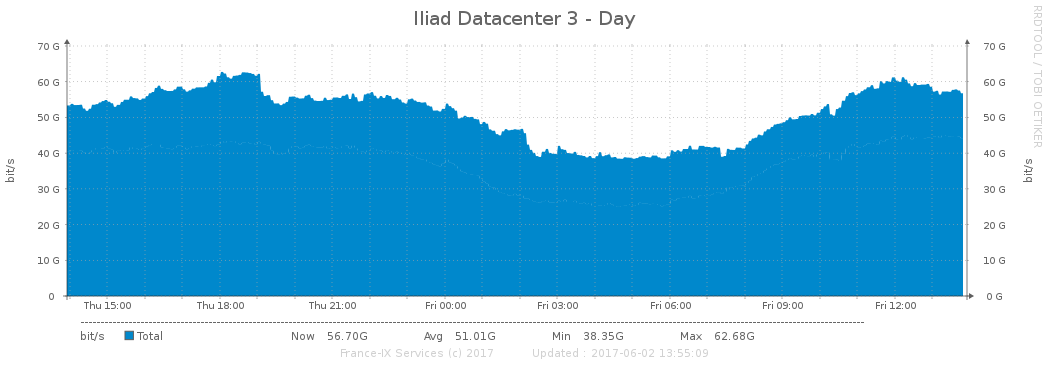 Iliad Datacenter 3 - Day
RRDTOOL / TOBI OETIKER
70 G 70 G
60 G 60 G
50 G 50 G
40 G 40 G
30 G 30 G
20 G 20 G
10 G 10 G
0 0 G
bit/s bit/s
Thu 15:00 Thu 18:00 Thu 21:00 Fri 00:00 Fri 03:00 Fri 06:00 Fri 09:00 Fri 12:00
bit/s Total Now 56.70G Avg 51.01G Min 38.35G Max 62.68G
France-IX Services (c) 2017 Updated : 2017-06-02 13:55:09